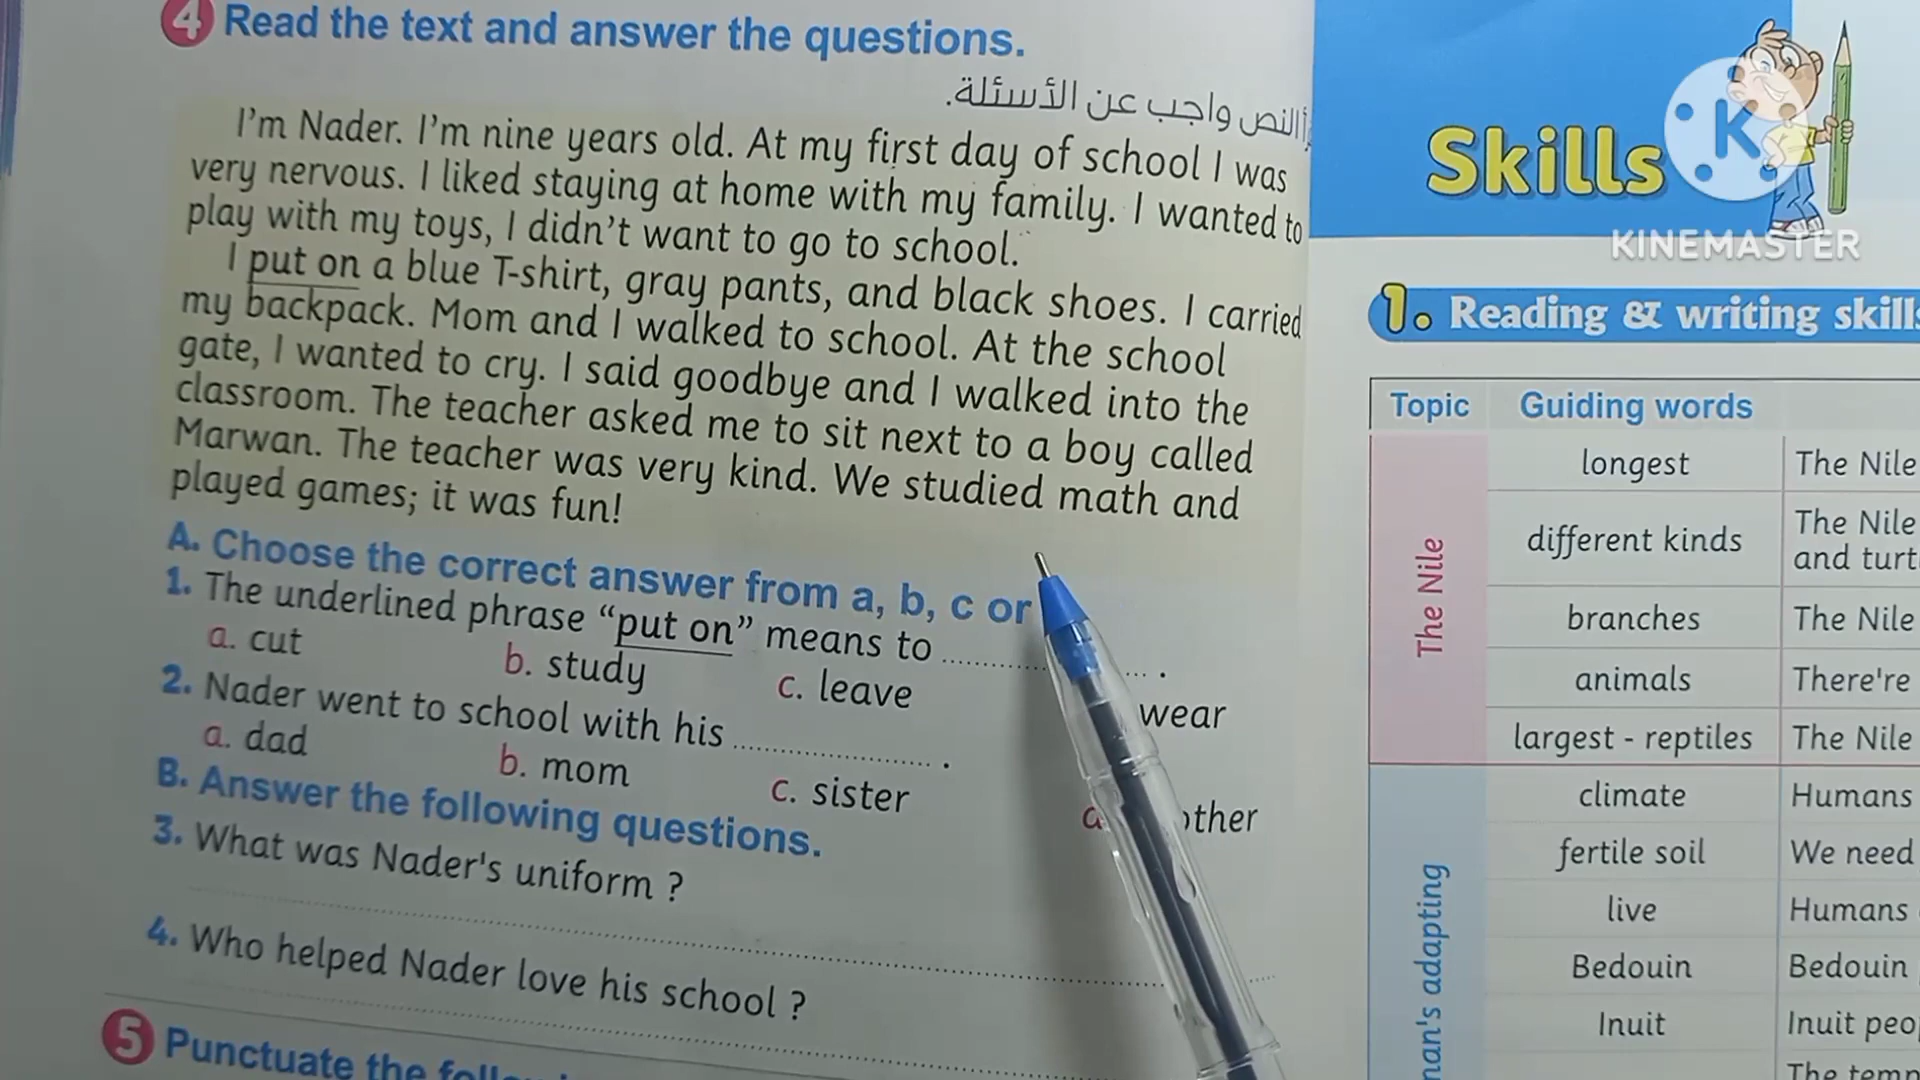 4 Read the text and answer the questions.
النص واجب عن الأسئلة.
I'm Nader. I'm nine years old. At my first day of school I was
very nervous. I liked staying at home with my family. I wanted to
play with my toys, I didn't want to go to school.
I put on a blue T-shirt, gray pants, and black shoes. I carried
my backpack. Mom and I walked to school. At the school
gate, I wanted to cry. I said goodbye and I walked into the
classroom. The teacher asked me to sit next to a boy called
Marwan. The teacher was very kind. We studied math and
played games; it was fun!
A. Choose the correct answer from a, b, c or
1. The underlined phrase “put on” means to .................... .
a. cut b. study c. leave wear
2. Nader went to school with his .................... .
a. dad b. mom c. sister
B. Answer the following questions.
3. What was Nader's uniform ?
4. Who helped Nader love his school ?
5 Punctuate the
Skills
K
KINEMASTER
1. Reading & writing skills
Topic Guiding words
The Nile
longest The Nile
different kinds The Nile
and turt
branches The Nile
animals There're
largest - reptiles The Nile
man's adapting
climate Humans
fertile soil We need
live Humans
Bedouin Bedouin
Inuit Inuit peo
The temp